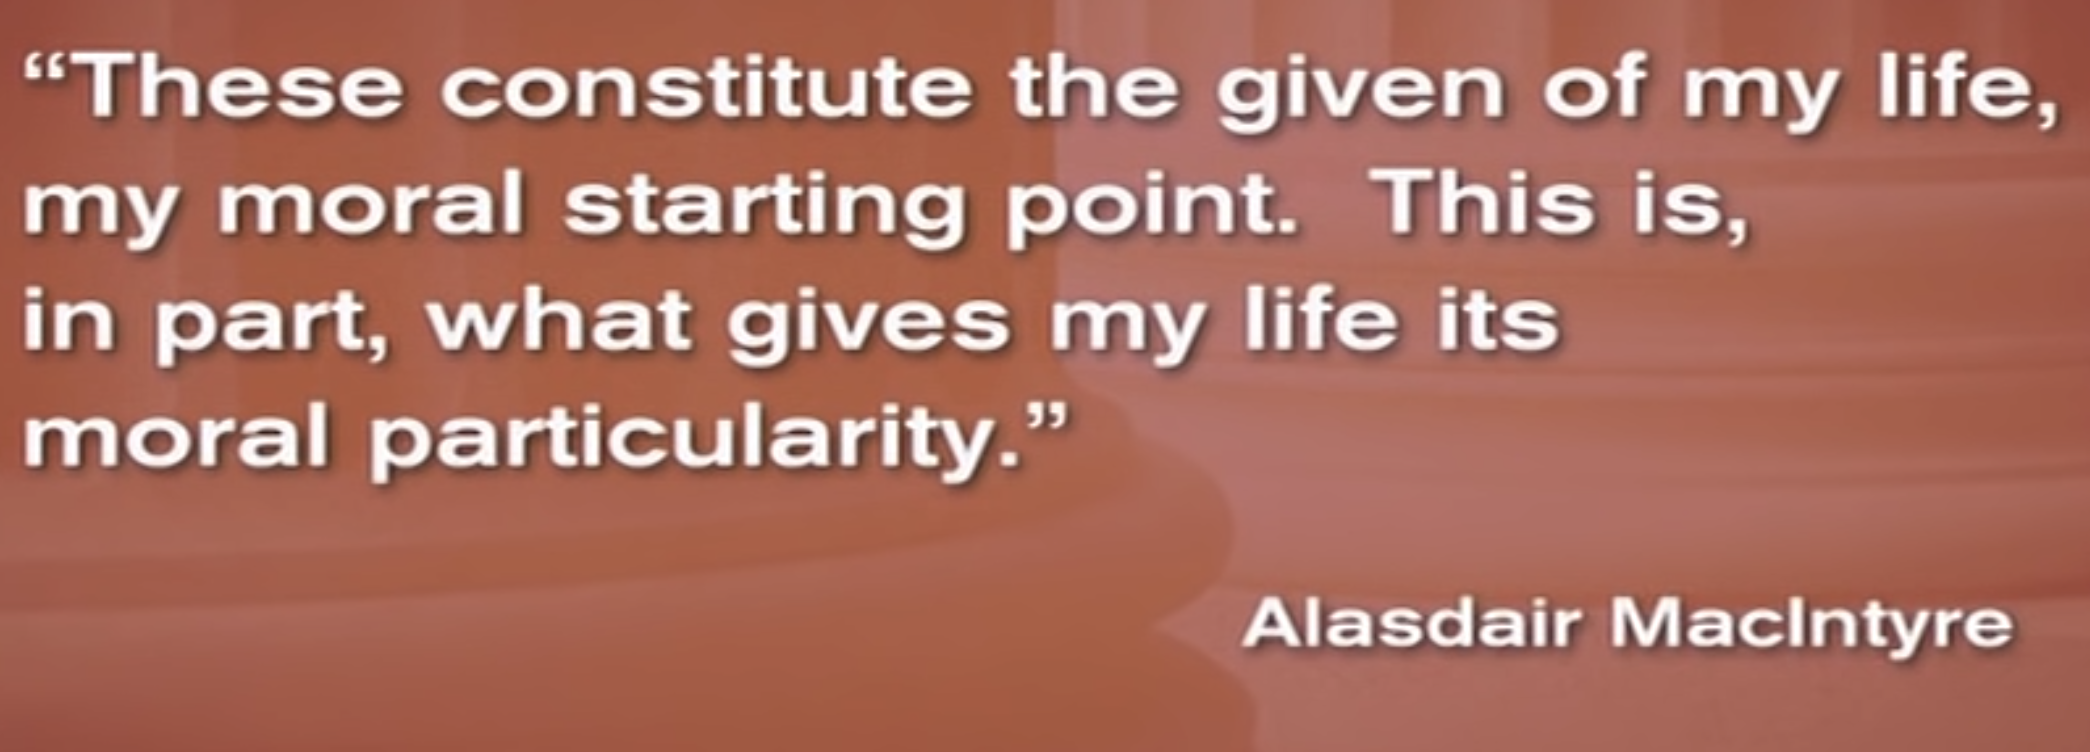 “These constitute the given of my life,
my moral starting point.  This is,
in part, what gives my life its
moral particularity.”
Alasdair MacIntyre